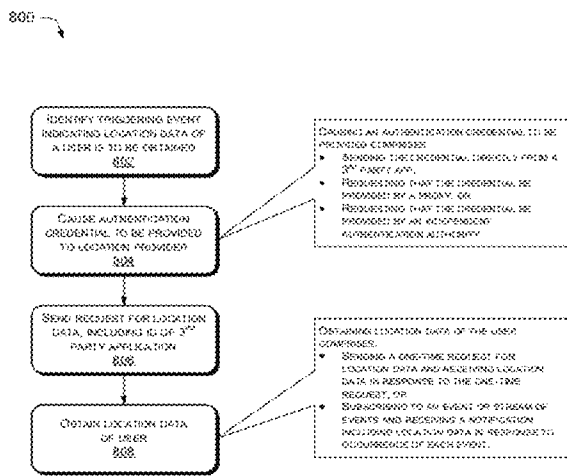 800
IDENTIFY TRIGGERING EVENT
INDICATING LOCATION DATA OF
A USER IS TO BE OBTAINED
802
CAUSE AUTHENTICATION
CREDENTIAL TO BE PROVIDED
TO LOCATION PROVIDER
804
SEND REQUEST FOR LOCATION
DATA, INCLUDING ID OF 3RD
PARTY APPLICATION
806
OBTAIN LOCATION DATA
OF USER
808
CAUSING AN AUTHENTICATION CREDENTIAL TO BE
PROVIDED COMPRISES:
• SENDING THE CREDENTIAL DIRECTLY FROM A
3RD PARTY APP,
• REQUESTING THAT THE CREDENTIAL BE
PROVIDED BY A PROXY, OR
• REQUESTING THAT THE CREDENTIAL BE
PROVIDED BY AN INDEPENDENT
AUTHENTICATION AUTHORITY
OBTAINING LOCATION DATA OF THE USER
COMPRISES:
• SENDING A ONE-TIME REQUEST FOR
LOCATION DATA AND RECEIVING LOCATION
DATA IN RESPONSE TO THE ONE-TIME
REQUEST, OR
• SUBSCRIBING TO AN EVENT OR STREAM OF
EVENTS AND RECEIVING A NOTIFICATION
INCLUDING LOCATION DATA IN RESPONSE TO
OCCURRENCE OF EACH EVENT.